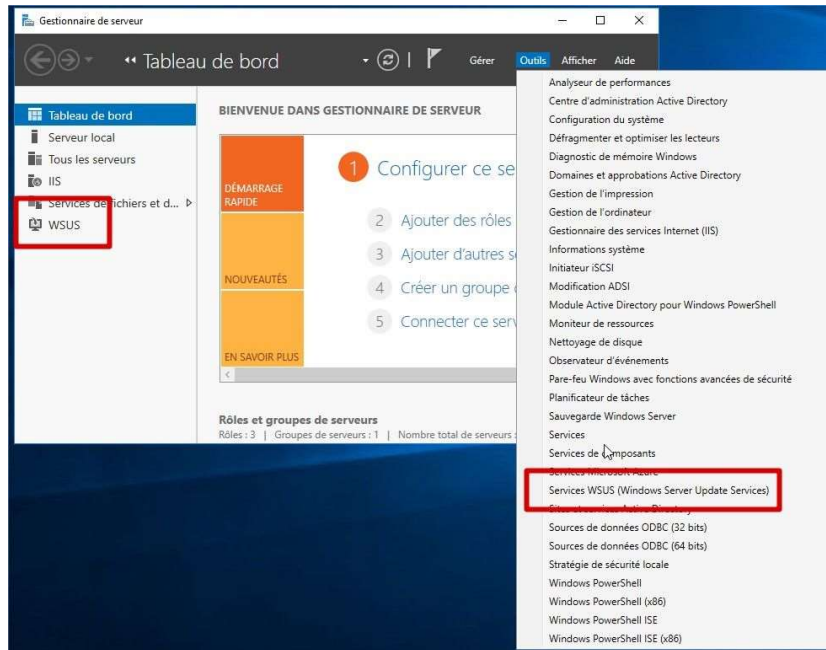 Gestionnaire de serveur
Tableau de bord
Gérer Outils Afficher Aide
Tableau de bord
Serveur local
Tous les serveurs
IIS
Services de fichiers et d...
WSUS
BIENVENUE DANS GESTIONNAIRE DE SERVEUR
DÉMARRAGE
RAPIDE
NOUVEAUTÉS
EN SAVOIR PLUS
1 Configurer ce se
2 Ajouter des rôles
3 Ajouter d'autres s
4 Créer un groupe
5 Connecter ce serv
Rôles et groupes de serveurs
Rôles : 3 | Groupes de serveurs : 1 | Nombre total de serveurs :
Analyseur de performances
Centre d'administration Active Directory
Configuration du système
Défragmenter et optimiser les lecteurs
Diagnostic de mémoire Windows
Domaines et approbations Active Directory
Gestion de l'impression
Gestion de l'ordinateur
Gestionnaire des services Internet (IIS)
Informations système
Initiateur iSCSI
Modification ADSI
Module Active Directory pour Windows PowerShell
Moniteur de ressources
Nettoyage de disque
Observateur d'événements
Pare-feu Windows avec fonctions avancées de sécurité
Planificateur de tâches
Sauvegarde Windows Server
Services
Services de composants
Services Microsoft Azure
Services WSUS (Windows Server Update Services)
Sites et services Active Directory
Sources de données ODBC (32 bits)
Sources de données ODBC (64 bits)
Stratégie de sécurité locale
Windows PowerShell
Windows PowerShell (x86)
Windows PowerShell ISE
Windows PowerShell ISE (x86)